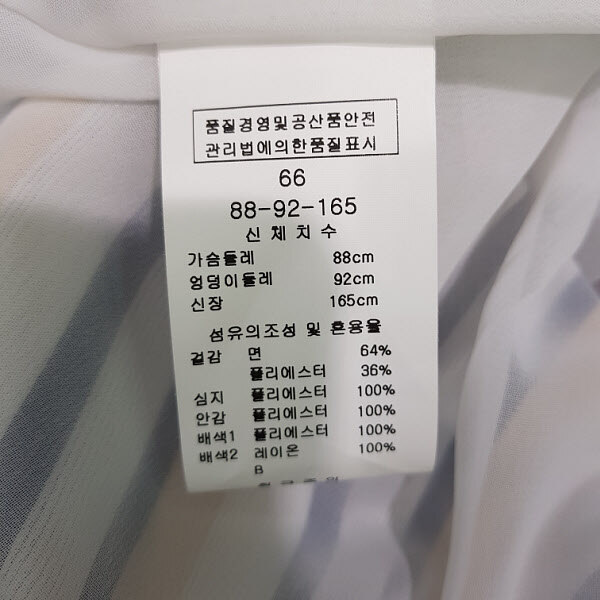 품질경영및공산품안전
관리법에의한품질표시
66
88-92-165
신체치수
가슴둘레 88cm
엉덩이둘레 92cm
신장 165cm
섬유의조성 및 혼용율
겉감 면 64%
폴리에스터 36%
심지 폴리에스터 100%
안감 폴리에스터 100%
배색1 폴리에스터 100%
배색2 레이온 100%
B